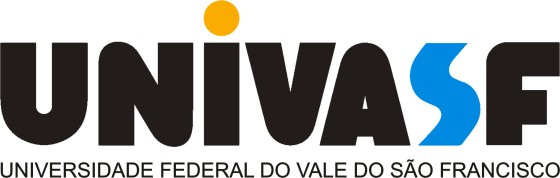 UNIVASF
UNIVERSIDADE FEDERAL DO VALE DO SÃO FRANCISCO